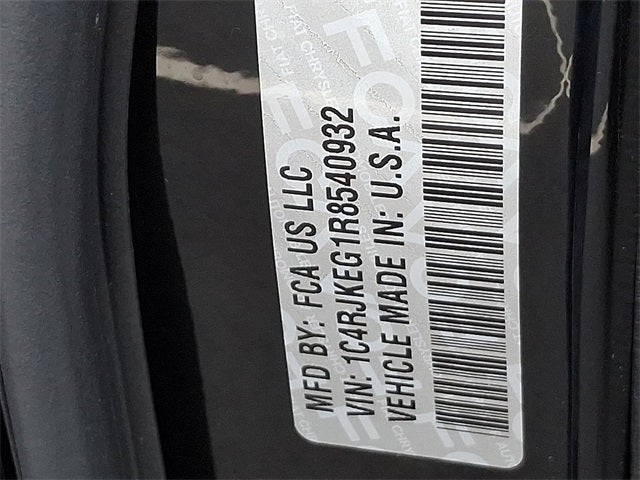 MFD BY: FCA US LLC
VIN: 1C4RJKEG1R8540932
VEHICLE MADE IN: U.S.A.